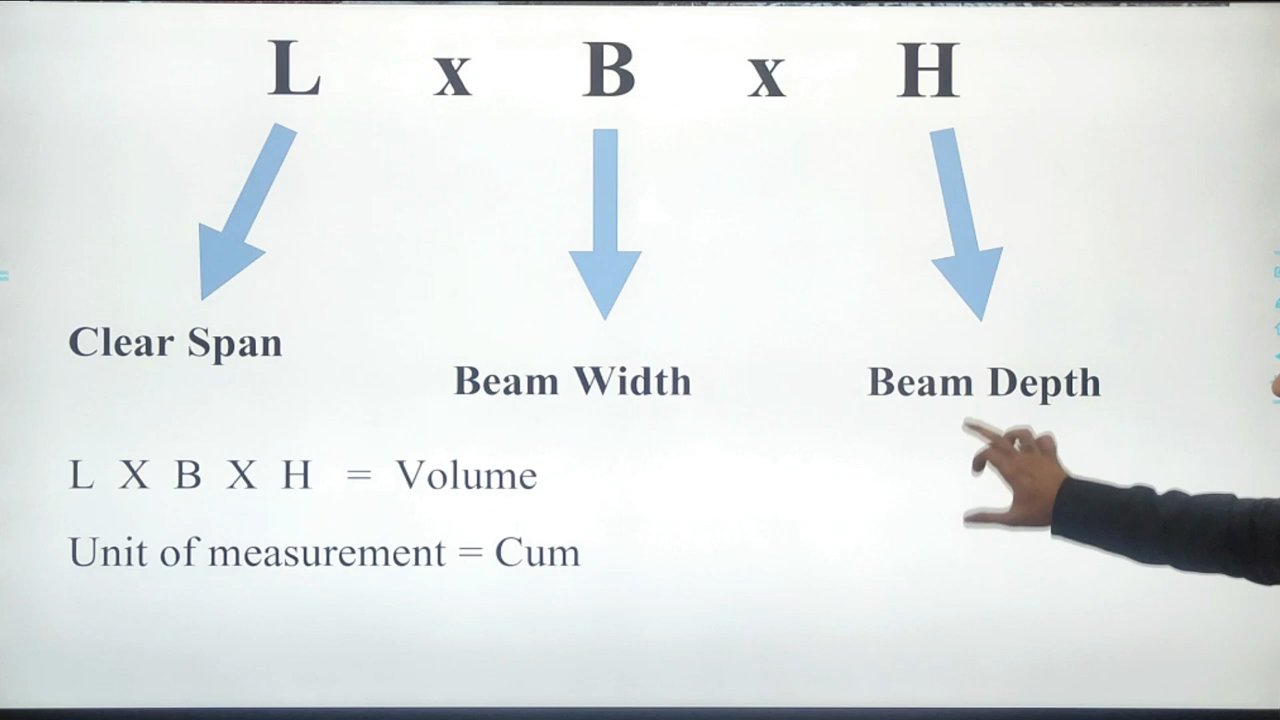 L x B x H
Clear Span
Beam Width
Beam Depth
L X B X H = Volume
Unit of measurement = Cum